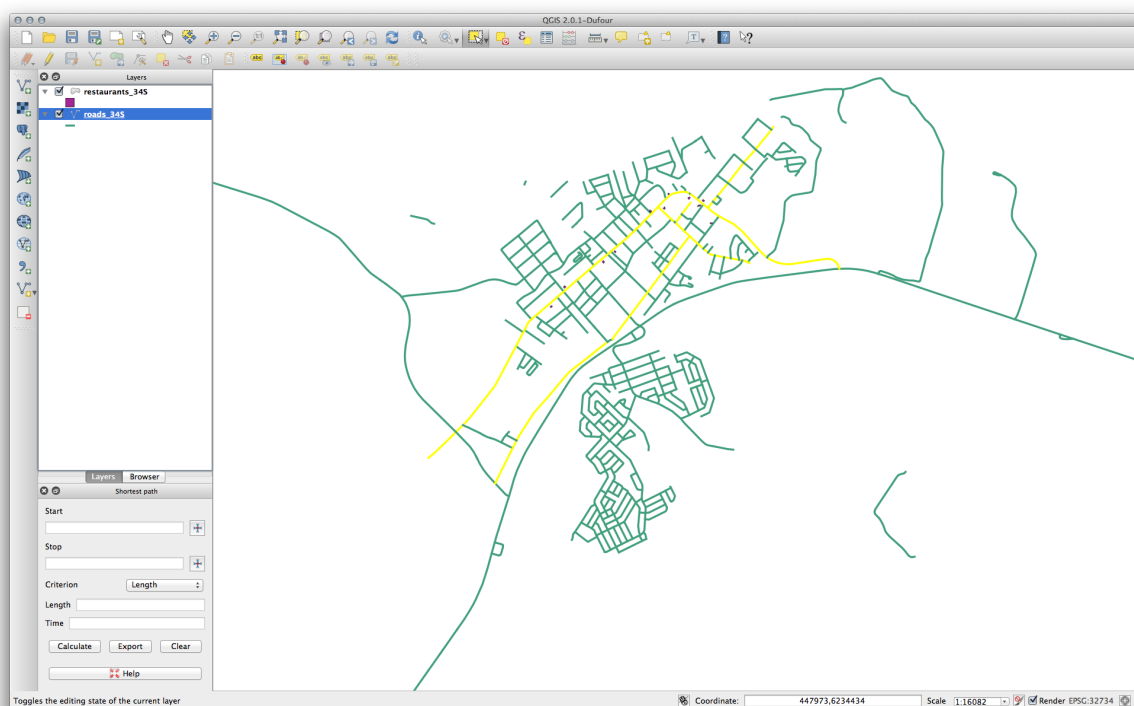 QGIS 2.0.1-Dufour
Layers
restaurants_34S
roads_34S
Layers Browser
Shortest path
Start
Stop
Criterion Length
Length
Time
Calculate Export Clear
Help
Toggles the editing state of the current layer
Coordinate: 447973,6234434 Scale 1:16082 Render EPSG:32734